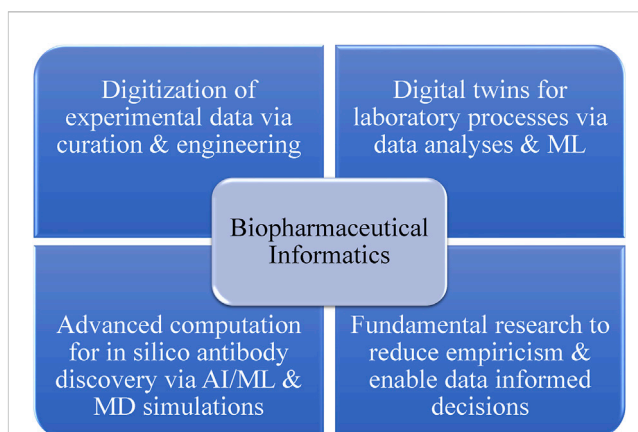 Digitization of
experimental data via
curation & engineering
Digital twins for
laboratory processes via
data analyses & ML
Biopharmaceutical
Informatics
Advanced computation
for in silico antibody
discovery via AI/ML &
MD simulations
Fundamental research to
reduce empiricism &
enable data informed
decisions